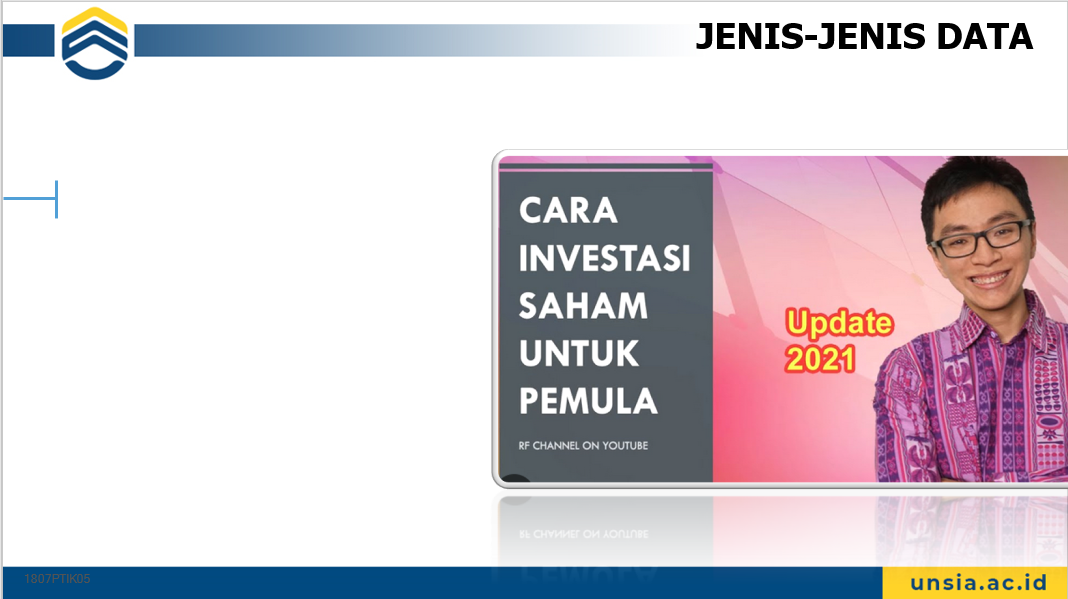 JENIS-JENIS DATA
CARA
INVESTASI
SAHAM
UNTUK
PEMULA
RF CHANNEL ON YOUTUBE
Update
2021
1807PTIK05
unsia.ac.id